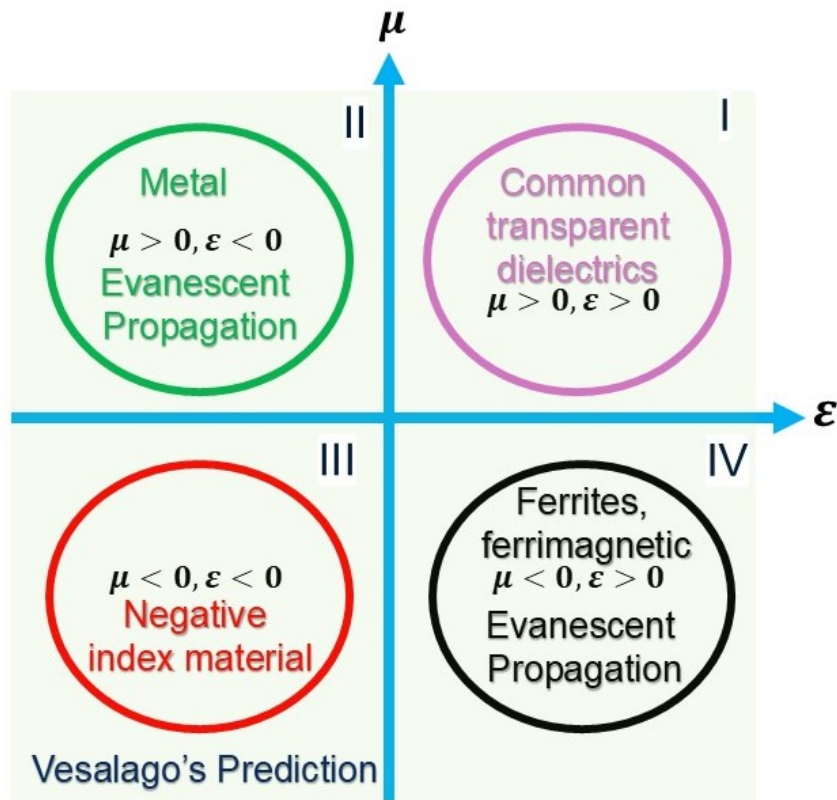 μ
II
Metal
μ > 0, ε < 0
Evanescent
Propagation
I
Common
transparent
dielectrics
μ > 0, ε > 0
ε
III
μ < 0, ε < 0
Negative
index material
Vesalago's Prediction
IV
Ferrites,
ferrimagnetic
μ < 0, ε > 0
Evanescent
Propagation